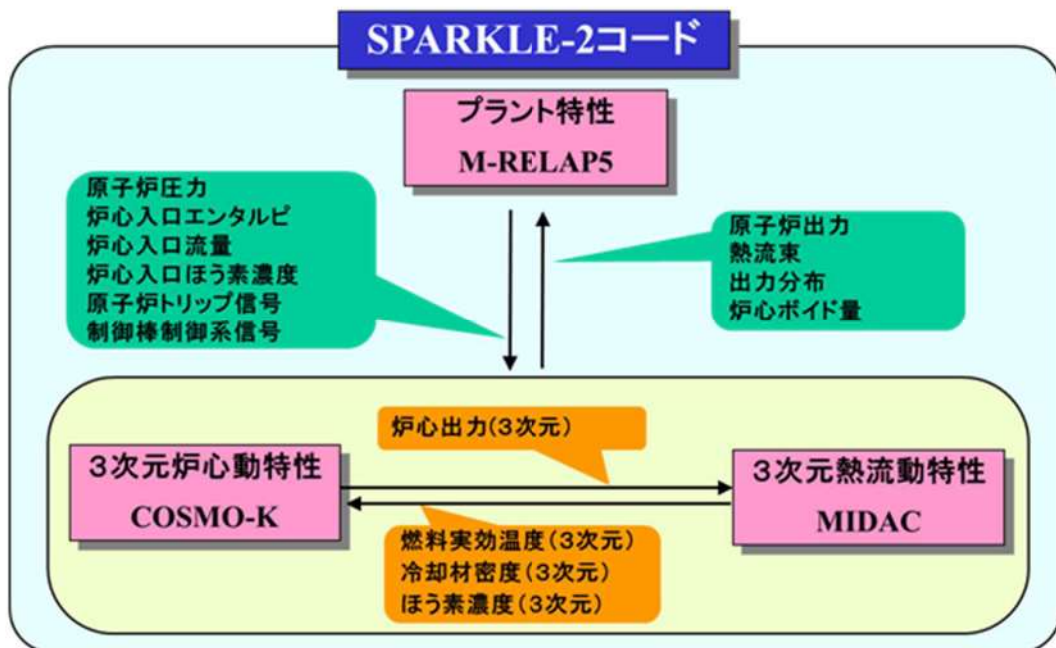 SPARKLE-2コード
プラント特性
M-RELAP5
原子炉圧力
炉心入口エンタルピ
炉心入口流量
炉心入口ほう素濃度
原子炉トリップ信号
制御棒制御系信号
原子炉出力
熱流束
出力分布
炉心ボイド量
炉心出力(3次元)
3次元炉心動特性
COSMO-K
3次元熱流動特性
MIDAC
燃料実効温度(3次元)
冷却材密度(3次元)
ほう素濃度(3次元)